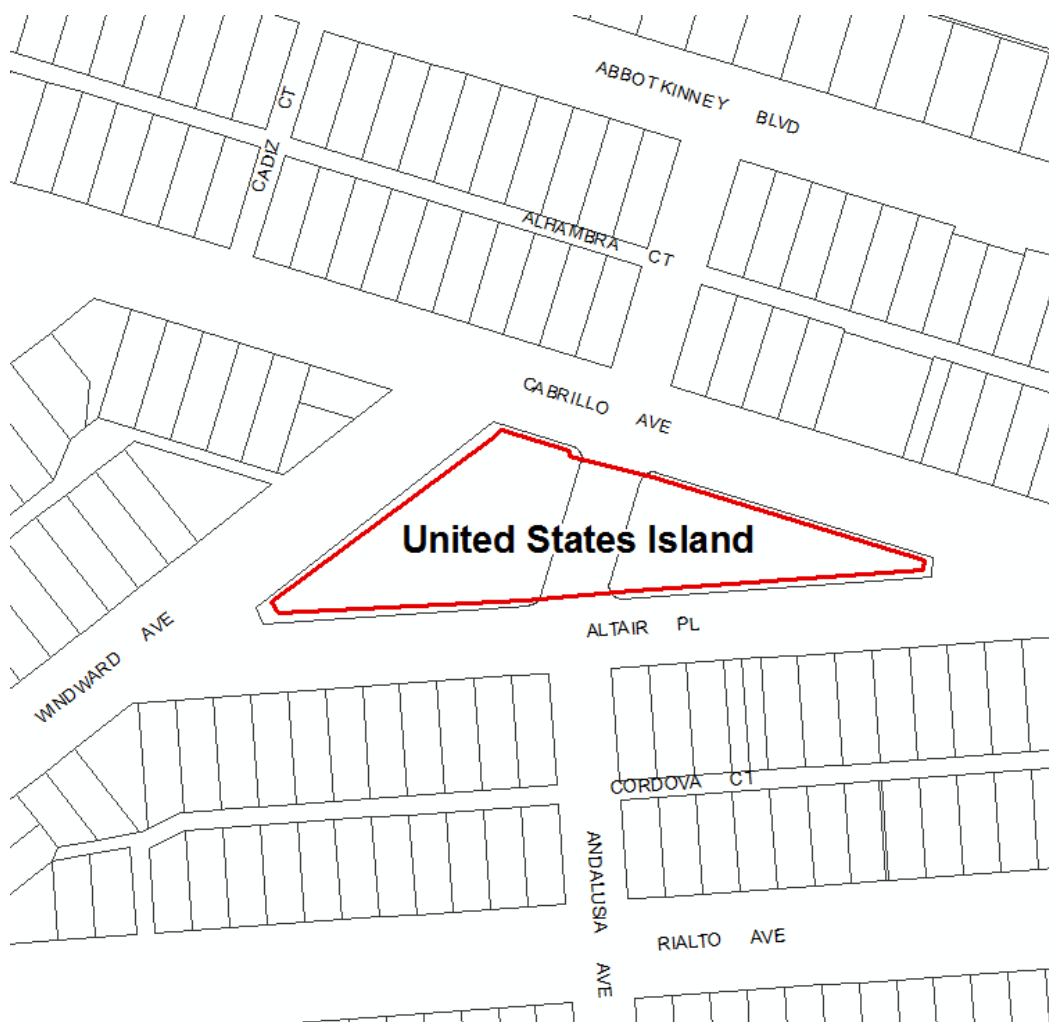 ABBOT KINNEY BLVD
CADIZ CT
ALHAMBRA CT
CABRILLO AVE
United States Island
ALTAIR PL
WINDWARD AVE
CORDOVA CT
ANDALUSIA AVE
RIALTO AVE